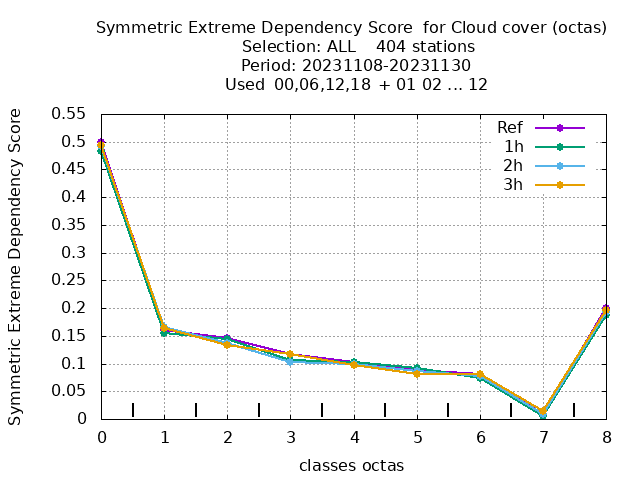 Symmetric Extreme Dependency Score  for Cloud cover (octas)
Selection: ALL    404 stations
Period: 20231108-20231130
Used  00,06,12,18 + 01 02 ... 12
Symmetric Extreme Dependency Score
0.55
0.5
0.45
0.4
0.35
0.3
0.25
0.2
0.15
0.1
0.05
0
Ref
1h
2h
3h
0 1 2 3 4 5 6 7 8
classes octas